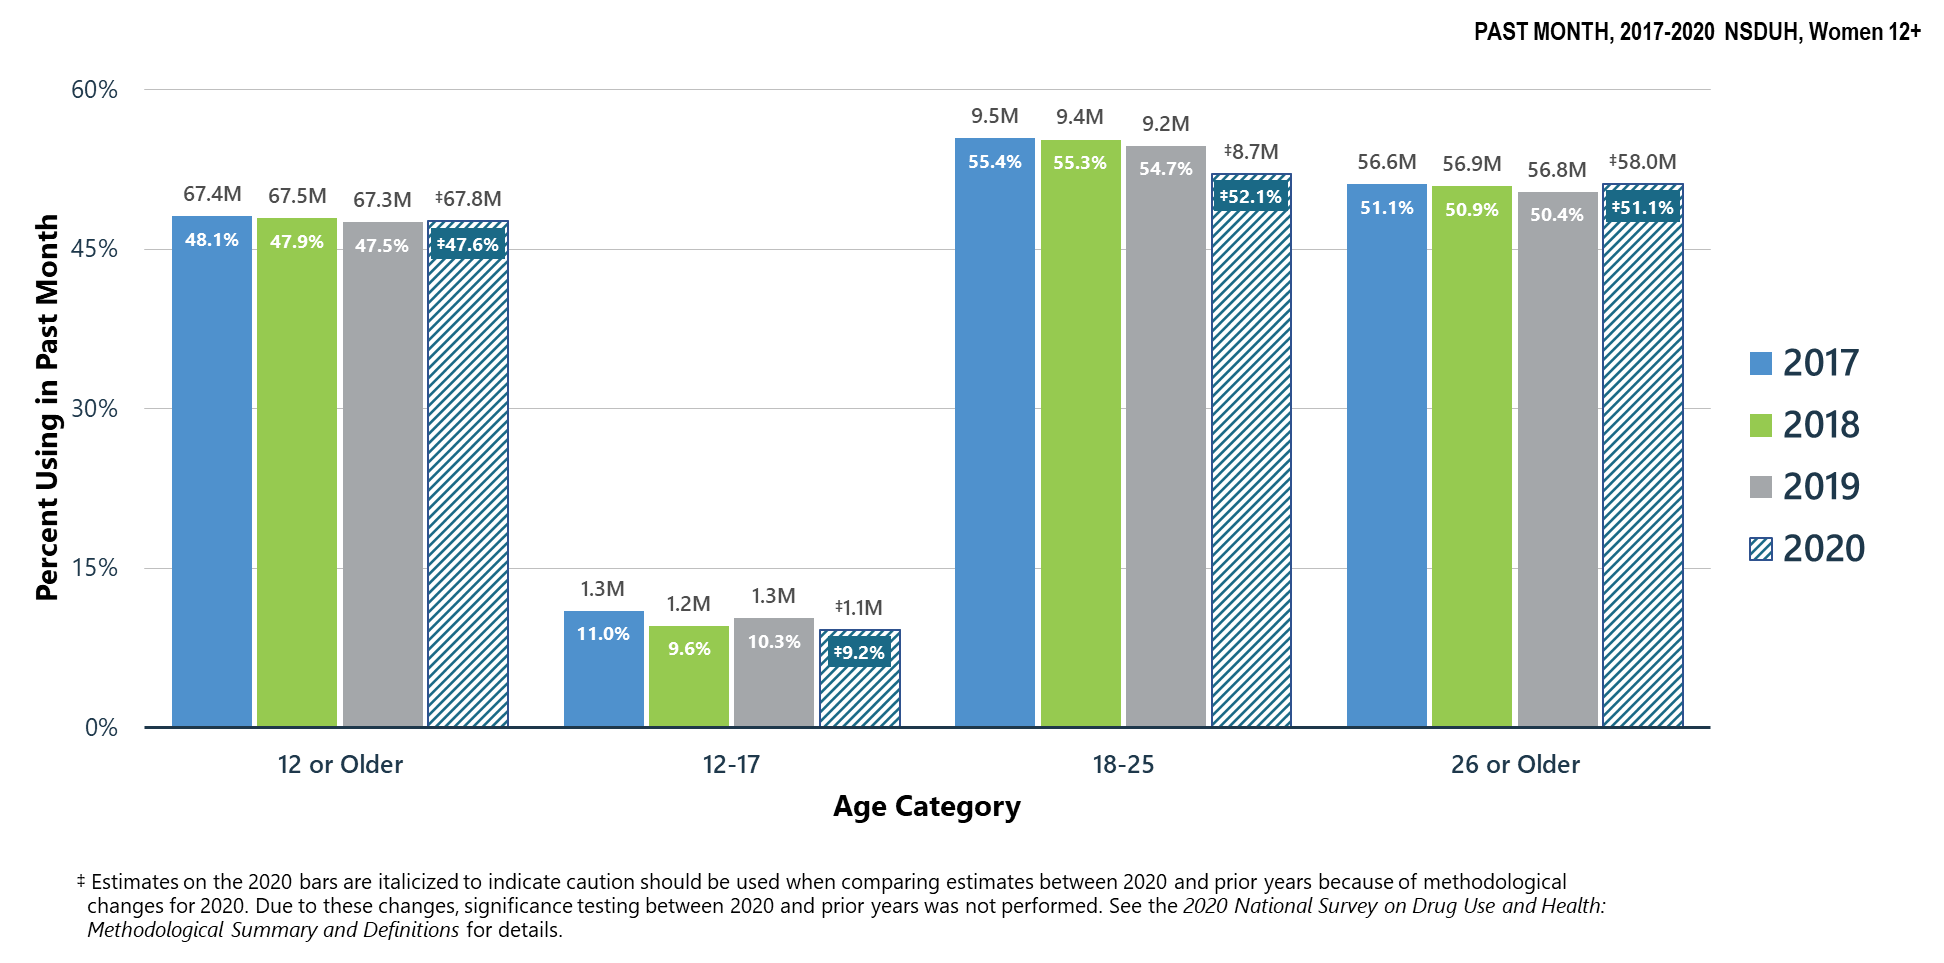 PAST MONTH, 2017-2020 NSDUH, Women 12+
Percent Using in Past Month
60%
45%
30%
15%
0%
67.4M
67.5M
67.3M
‡67.8M
48.1%
47.9%
47.5%
‡47.6%
1.3M
1.2M
1.3M
‡1.1M
11.0%
9.6%
10.3%
‡9.2%
9.5M
9.4M
9.2M
‡8.7M
55.4%
55.3%
54.7%
‡52.1%
56.6M
56.9M
56.8M
‡58.0M
51.1%
50.9%
50.4%
‡51.1%
12 or Older
12-17
18-25
26 or Older
Age Category
2017
2018
2019
2020
‡ Estimates on the 2020 bars are italicized to indicate caution should be used when comparing estimates between 2020 and prior years because of methodological
changes for 2020. Due to these changes, significance testing between 2020 and prior years was not performed. See the 2020 National Survey on Drug Use and Health:
Methodological Summary and Definitions for details.